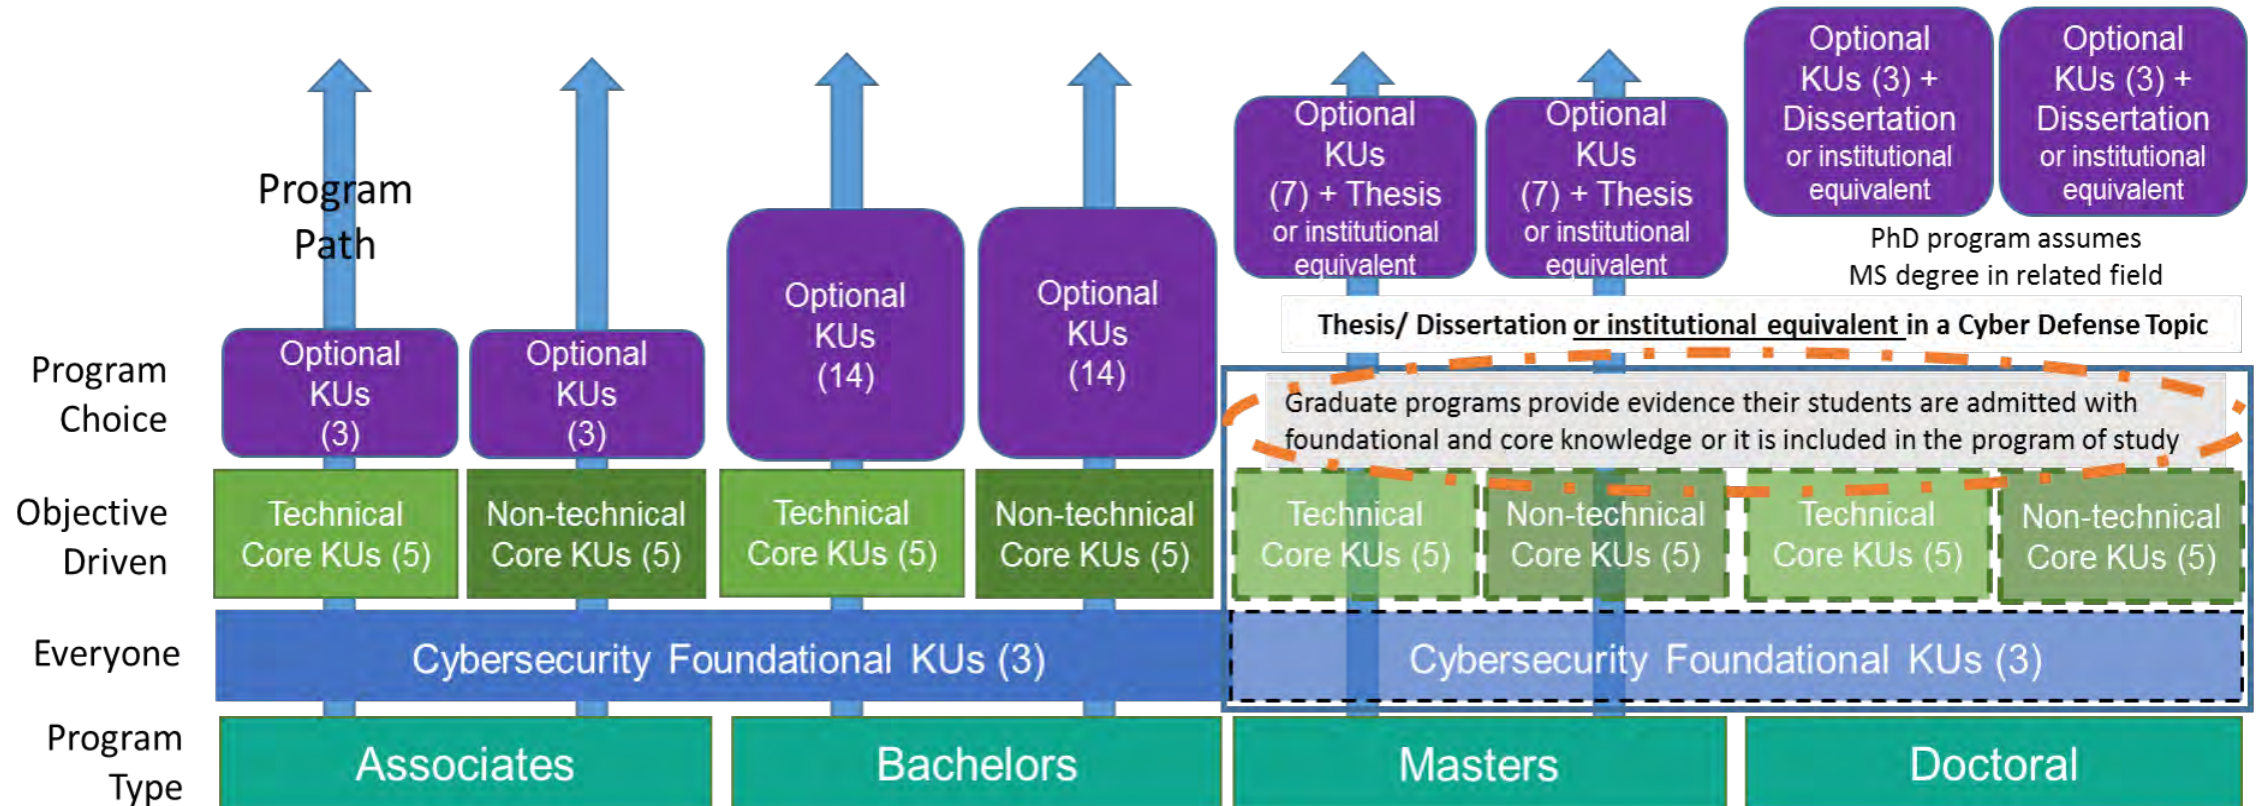 Optional
KUs
(7) + Thesis
or institutional
equivalent
Optional
KUs
(7) + Thesis
or institutional
equivalent
Optional
KUs (3) +
Dissertation
or institutional
equivalent
Optional
KUs (3) +
Dissertation
or institutional
equivalent
Program
Path
PhD program assumes
MS degree in related field
Thesis/ Dissertation or institutional equivalent in a Cyber Defense Topic
Program
Choice
Optional
KUs
(3)
Optional
KUs
(3)
Optional
KUs
(14)
Optional
KUs
(14)
Graduate programs provide evidence their students are admitted with
foundational and core knowledge or it is included in the program of study
Objective
Driven
Technical
Core KUs (5)
Non-technical
Core KUs (5)
Technical
Core KUs (5)
Non-technical
Core KUs (5)
Technical
Core KUs (5)
Non-technical
Core KUs (5)
Technical
Core KUs (5)
Non-technical
Core KUs (5)
Everyone
Cybersecurity Foundational KUs (3)
Cybersecurity Foundational KUs (3)
Program
Type
Associates
Bachelors
Masters
Doctoral